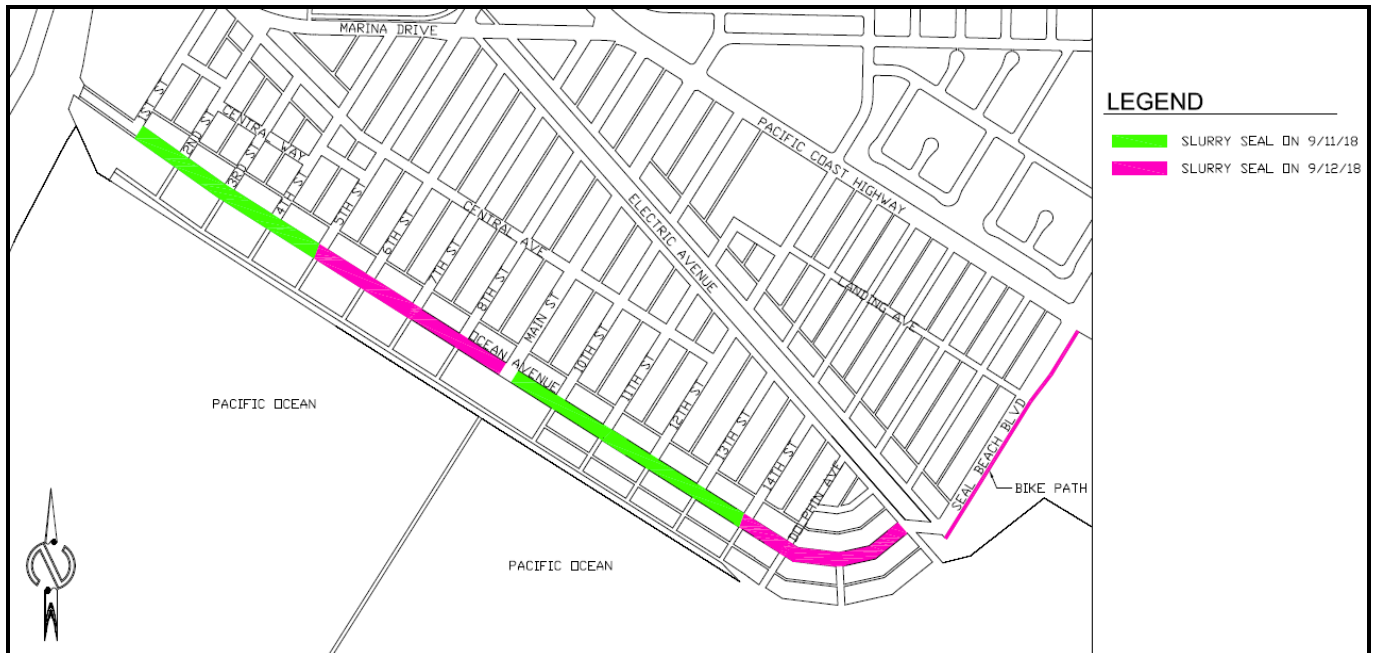 MARINA DRIVE
1ST ST
2ND ST
CENTRAL WAY
3RD ST
4TH ST
5TH ST
6TH ST
7TH ST
8TH ST
CENTRAL AVE
MAIN ST
OCEAN AVENUE
10TH ST
11TH ST
12TH ST
13TH ST
14TH ST
DOLPHIN AVE
ELECTRIC AVENUE
PACIFIC COAST HIGHWAY
LANDING AVE
SEAL BEACH BLVD
BIKE PATH
PACIFIC OCEAN
PACIFIC OCEAN
LEGEND
SLURRY SEAL ON 9/11/18
SLURRY SEAL ON 9/12/18